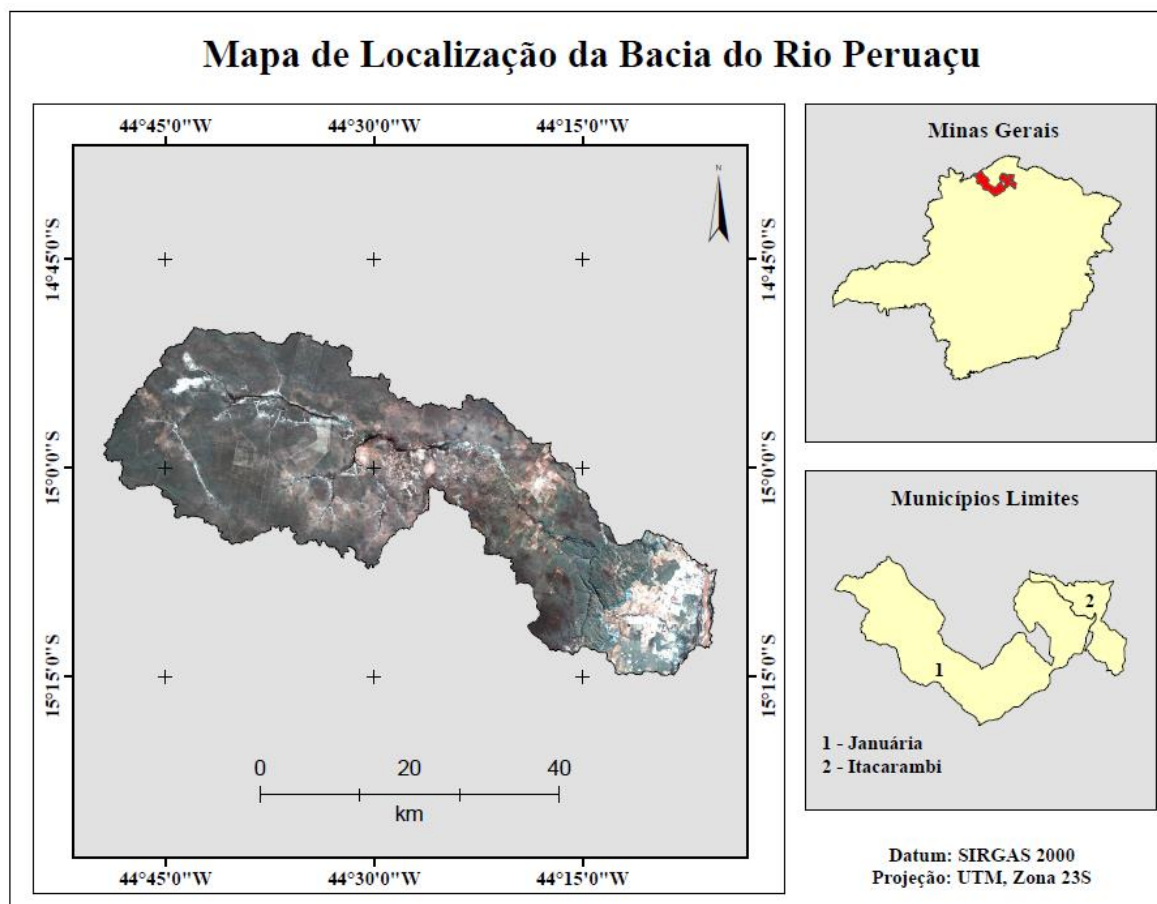 Mapa de Localização da Bacia do Rio Peruaçu
44°45'0"W 44°30'0"W 44°15'0"W
N
14°45'0"S 14°45'0"S
15°0'0"S 15°0'0"S
15°15'0"S 15°15'0"S
0 20 40
km
44°45'0"W 44°30'0"W 44°15'0"W
Minas Gerais
Municípios Limites
2
1
1 - Januária
2 - Itacarambi
Datum: SIRGAS 2000
Projeção: UTM, Zona 23S